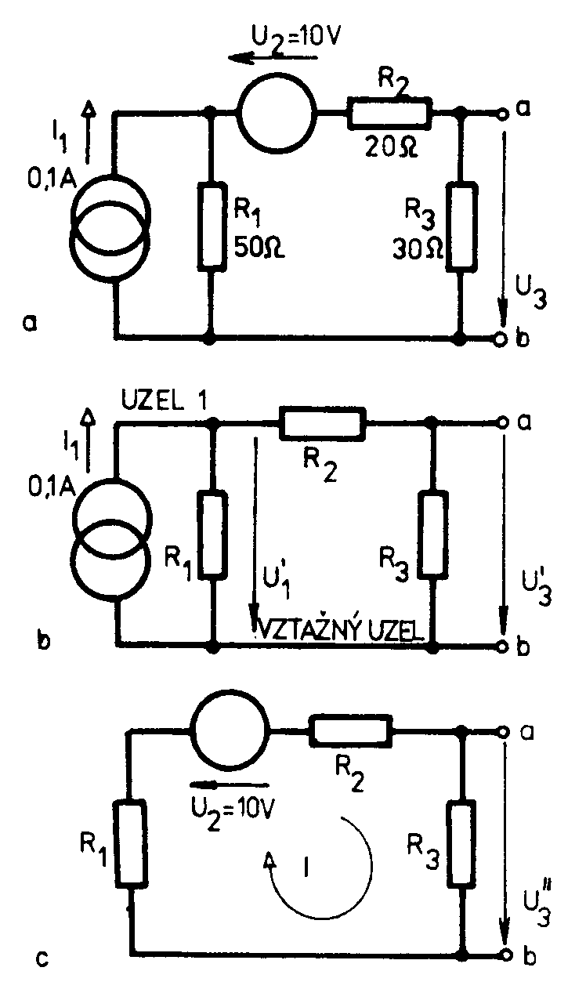 U2=10V
R2
a
I1
20Ω
0,1A
R1
R3
50Ω
30Ω
U3
a
b
UZEL 1
a
I1
R2
0,1A
R1
R3
U'1
U'3
VZTAŽNÝ UZEL
b
b
a
R2
U2=10V
R1
R3
I
U"3
c
b